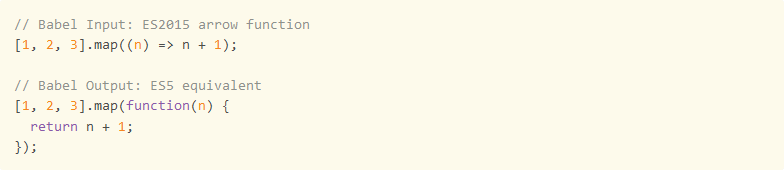 // Babel Input: ES2015 arrow function
[1, 2, 3].map((n) => n + 1);

// Babel Output: ES5 equivalent
[1, 2, 3].map(function(n) {
  return n + 1;
});